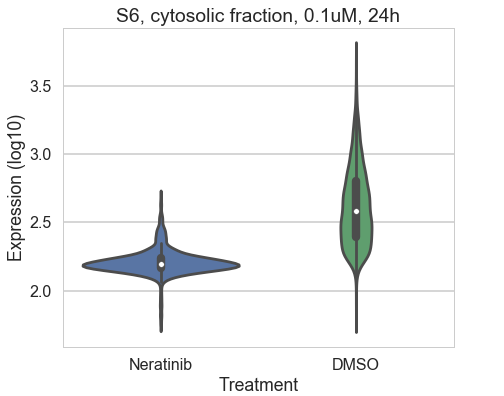 S6, cytosolic fraction, 0.1uM, 24h
Expression (log10)
3.5
3.0
2.5
2.0
Neratinib
DMSO
Treatment